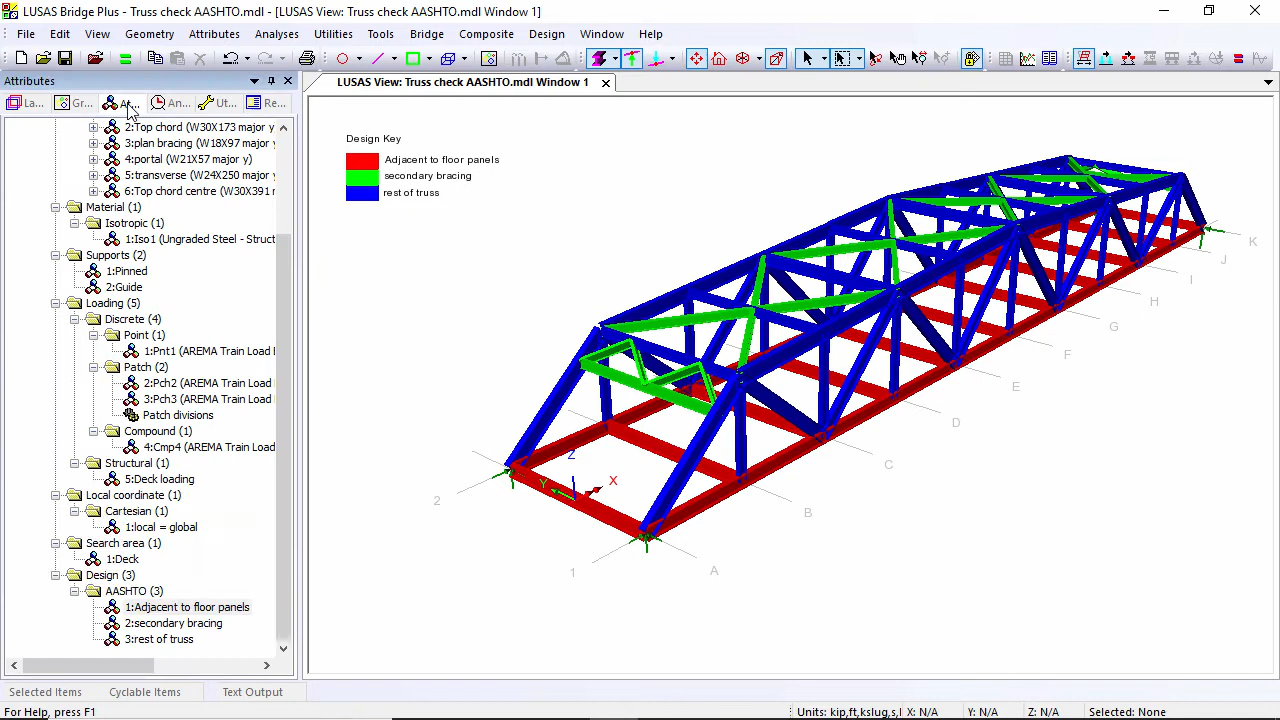 LUSAS Bridge Plus - Truss check AASHTO.mdl - [LUSAS View: Truss check AASHTO.mdl Window 1]
File Edit View Geometry Attributes Analyses Utilities Tools Bridge Composite Design Window Help
Attributes
La... Gr... At... An... Ut... Re...
2:Top chord (W30X173 major y
3:plan bracing (W18X97 major y
4:portal (W21X57 major y)
5:transverse (W24X250 major y
6:Top chord centre (W30X391 m
Material (1)
Isotropic (1)
1:Iso1 (Ungraded Steel - Struct
Supports (2)
1:Pinned
2:Guide
Loading (5)
Discrete (4)
Point (1)
1:Pnt1 (AREMA Train Load
Patch (2)
2:Pch2 (AREMA Train Load
3:Pch3 (AREMA Train Load
Patch divisions
Compound (1)
4:Cmp4 (AREMA Train Load
Structural (1)
5:Deck loading
Local coordinate (1)
Cartesian (1)
1:local = global
Search area (1)
1:Deck
Design (3)
AASHTO (3)
1:Adjacent to floor panels
2:secondary bracing
3:rest of truss
Selected Items Cyclable Items Text Output
LUSAS View: Truss check AASHTO.mdl Window 1
Design Key
Adjacent to floor panels
secondary bracing
rest of truss
K
J
I
H
G
F
E
D
C
B
A
2
1
Z
Y
X
For Help, press F1
Units: kip,ft,kslug,s,
X: N/A
Y: N/A
Z: N/A
Selected: None